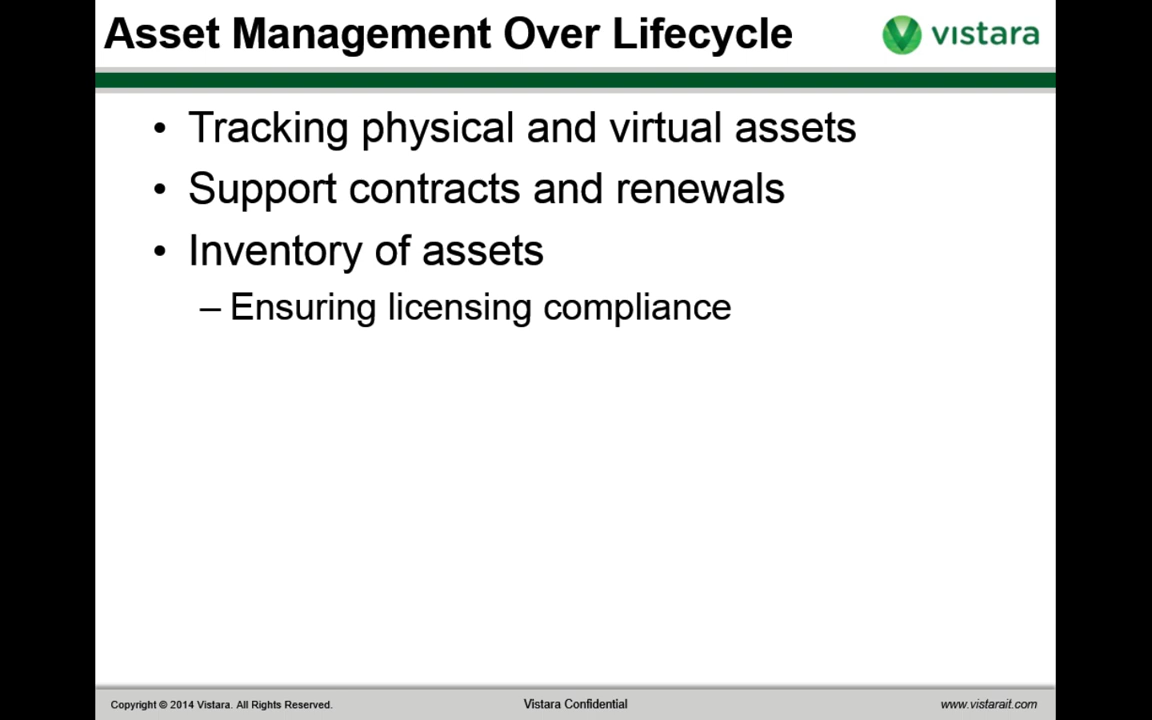 Asset Management Over Lifecycle
vistara
• Tracking physical and virtual assets
• Support contracts and renewals
• Inventory of assets
– Ensuring licensing compliance
Copyright © 2014 Vistara. All Rights Reserved.
Vistara Confidential
www.vistarait.com